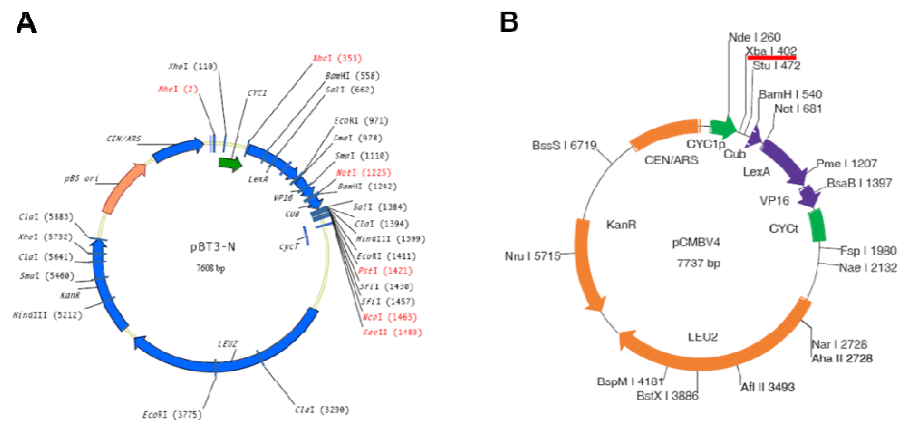 A
XhoI (353)
XhoI (110)
BamHI (558)
NheI (2)
CYC1
SalI (662)
EcoRI (971)
CEN/ARS
SmaI (978)
SmaI (1110)
LexA
NotI (1225)
pBS ori
VP16
BamHI (1242)
CUB
SalI (1384)
ClaI (5885)
ClaI (1394)
cycT
HindIII (1399)
XhoI (5732)
pBT3-N
EcoRI (1411)
ClaI (5641)
7608 bp
PstI (1421)
SmaI (5460)
SfiI (1430)
KanR
SfiI (1457)
HindIII (5212)
NcoI (1463)
SacII (1483)
LEU2
EcoRI (3775)
ClaI (3290)
B
Nde I 260
Xba I 402
Stu I 472
BamH I 540
Not I 681
BssS I 6719
CYC1p
CEN/ARS
Cub
LexA
Pme I 1207
BsaB I 1397
VP16
KanR
CYCt
pCMBV4
Fsp I 1980
Nru I 5715
7737 bp
Nae I 2132
LEU2
Nar I 2728
Aha II 2728
BspM I 4181
BstX I 3886
Afl II 3493